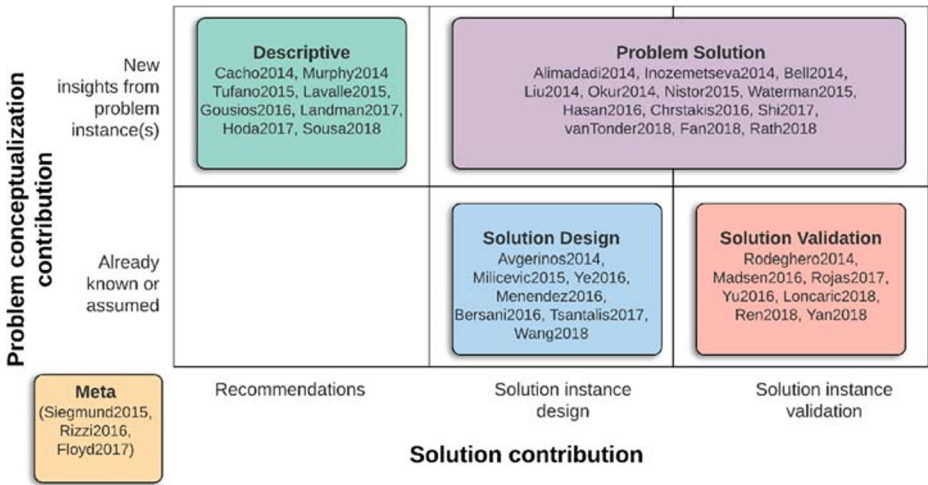 Problem conceptualization
contribution
New
insights from
problem
instance(s)
Descriptive
Cacho2014, Murphy2014
Tufano2015, Lavalle2015,
Gousios2016, Landman2017,
Hoda2017, Sousa2018
Problem Solution
Alimadadi2014, Inozemetseva2014, Bell2014,
Liu2014, Okur2014, Nistor2015, Waterman2015,
Hasan2016, Chrstakis2016, Shi2017,
vanTonder2018, Fan2018, Rath2018
Already
known or
assumed
Solution Design
Avgerinos2014,
Milicevic2015, Ye2016,
Menendez2016,
Bersani2016, Tsantalis2017,
Wang2018
Solution Validation
Rodeghero2014,
Madsen2016, Rojas2017,
Yu2016, Loncaric2018,
Ren2018, Yan2018
Meta
(Siegmund2015,
Rizzi2016,
Floyd2017)
Recommendations
Solution instance
design
Solution instance
validation
Solution contribution